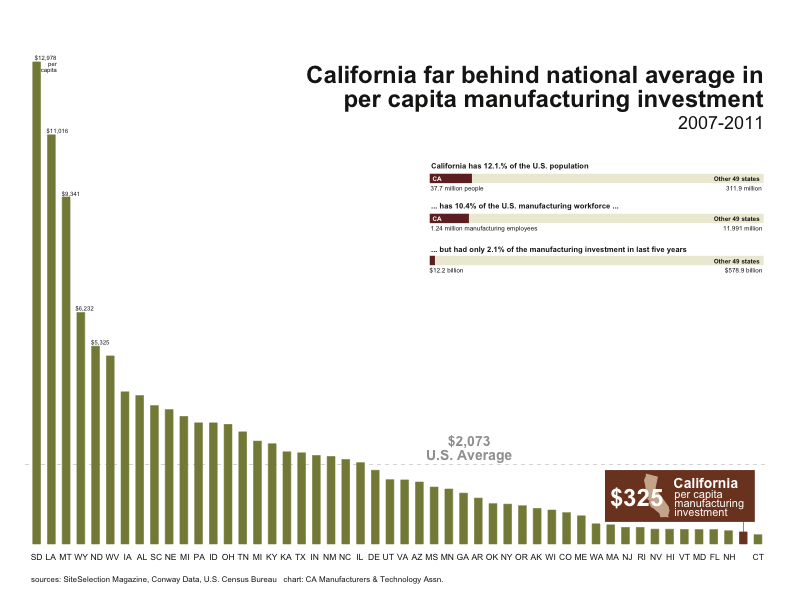 $12,978
per
capita
California far behind national average in
per capita manufacturing investment
2007-2011
$11,016
California has 12.1.% of the U.S. population
CA Other 49 states
37.7 million people 311.9 million
$9,341
... has 10.4% of the U.S. manufacturing workforce ...
CA Other 49 states
1.24 million manufacturing employees 11.991 million
... but had only 2.1% of the manufacturing investment in last five years
Other 49 states
$12.2 billion $578.9 billion
$6,232
$5,325
$2,073
U.S. Average
$325
California
per capita
manufacturing
investment
SD LA MT WY ND WV IA AL SC NE MI PA ID OH TN MI KY KA TX IN NM NC IL DE UT VA AZ MS MN GA AR OK NY OR AK WI CO ME WA MA NJ RI NV HI VT MD FL NH CT
sources: SiteSelection Magazine, Conway Data, U.S. Census Bureau chart: CA Manufacturers & Technology Assn.